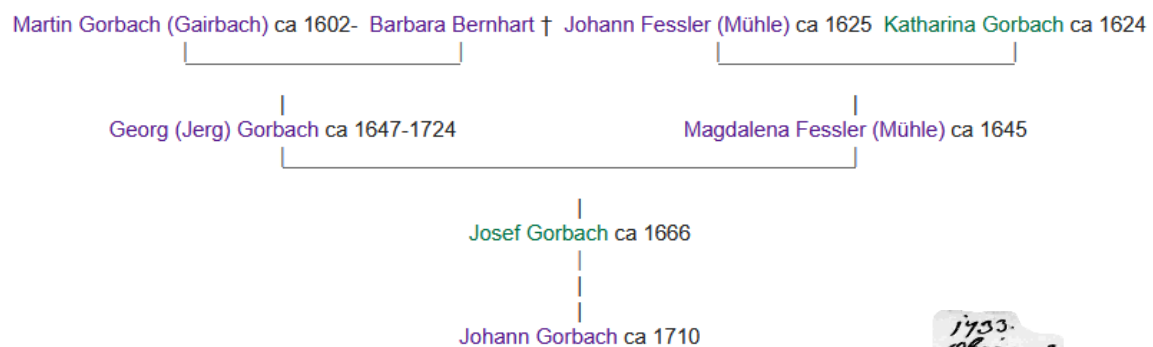 Martin Gorbach (Gairbach) ca 1602- Barbara Bernhart † Johann Fessler (Mühle) ca 1625 Katharina Gorbach ca 1624
Georg (Jerg) Gorbach ca 1647-1724 Magdalena Fessler (Mühle) ca 1645
Josef Gorbach ca 1666
Johann Gorbach ca 1710
1733.